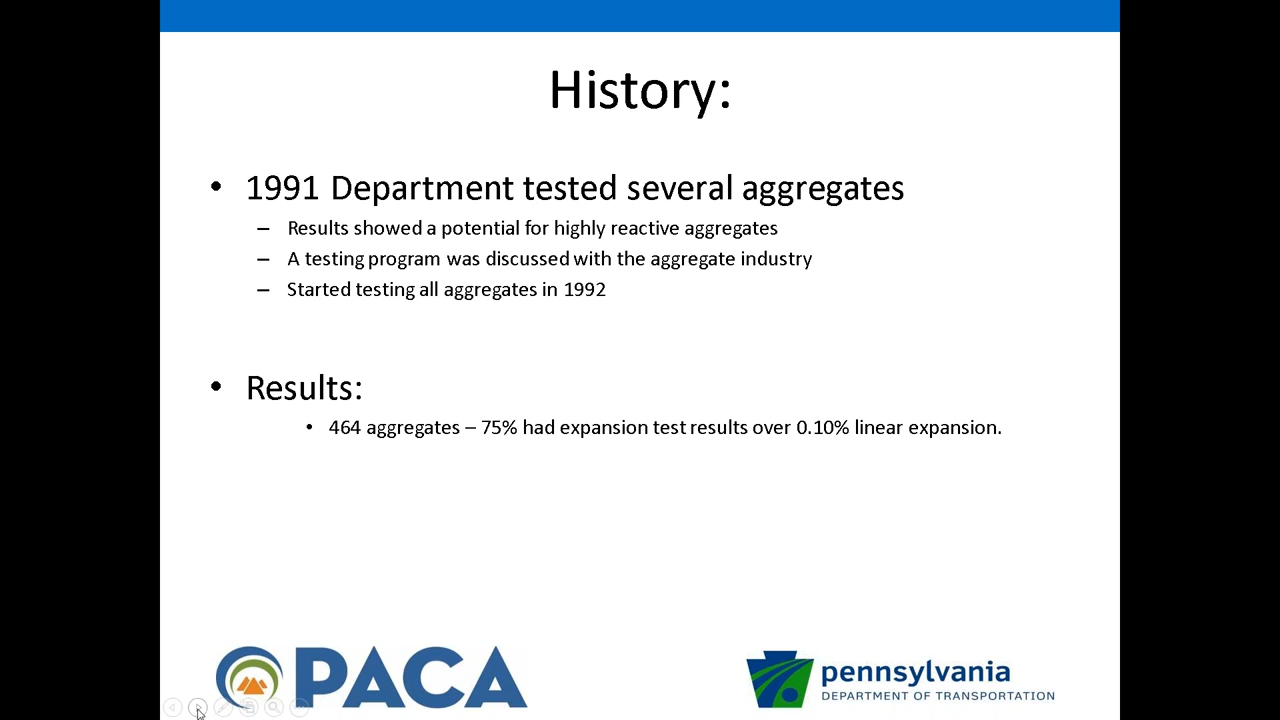 History:
• 1991 Department tested several aggregates
– Results showed a potential for highly reactive aggregates
– A testing program was discussed with the aggregate industry
– Started testing all aggregates in 1992
• Results:
• 464 aggregates – 75% had expansion test results over 0.10% linear expansion.
PACA
pennsylvania
DEPARTMENT OF TRANSPORTATION